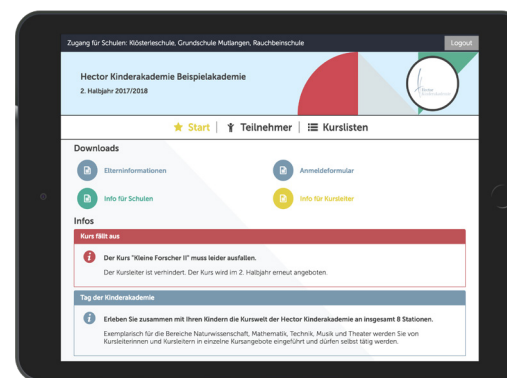 Zugang für Schulen: Klösterleschule, Grundschule Mutlangen, Rauchbeinschule
Logout
Hector Kinderakademie Beispielakademie
2. Halbjahr 2017/2018
Start | Teilnehmer | Kurslisten
Downloads
Elterninformationen
Anmeldeformular
Info für Schulen
Info für Kursleiter
Infos
Kurs fällt aus
Der Kurs "Kleine Forscher II" muss leider ausfallen.
Der Kursleiter ist verhindert. Der Kurs wird im 2. Halbjahr erneut angeboten.
Tag der Kinderakademie
Erleben Sie zusammen mit Ihren Kindern die Kurswelt der Hector Kinderakademie an insgesamt 8 Stationen.
Exemplarisch für die Bereiche Naturwissenschaft, Mathematik, Technik, Musik und Theater werden Sie von
Kursleiterinnen und Kursleitern in einzelne Kursangebote eingeführt und dürfen selbst tätig werden.